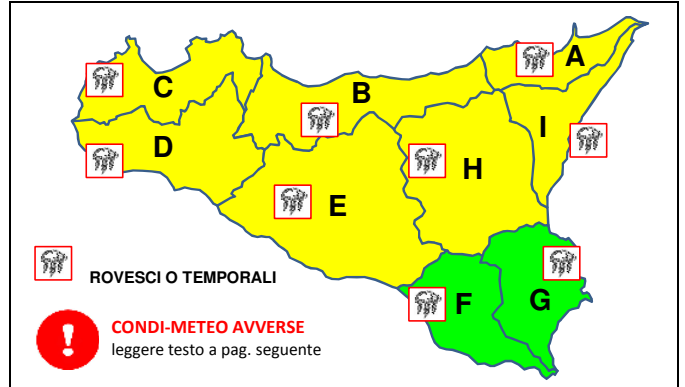 A
C
B
I
D
H
E
F
G
ROVESCI O TEMPORALI
CONDI-METEO AVVERSE
leggere testo a pag. seguente